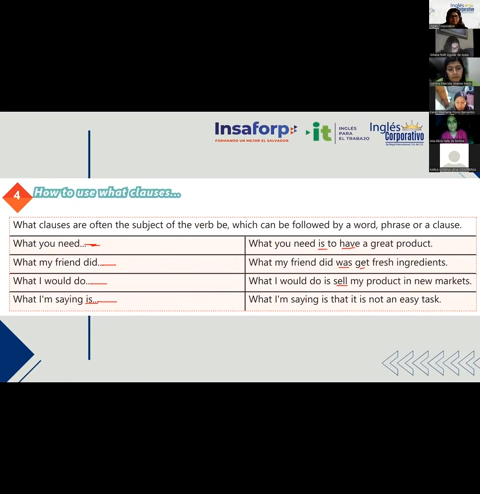 Insaforp
FORMANDO UN MEJOR EL SALVADOR
it
INGLÉS
PARA
EL TRABAJO
Inglés
Corporativo
4
How to use what clauses...
What clauses are often the subject of the verb be, which can be followed by a word, phrase or a clause.
What you need...
What you need is to have a great product.
What my friend did...
What my friend did was get fresh ingredients.
What I would do...
What I would do is sell my product in new markets.
What I'm saying is...
What I'm saying is that it is not an easy task.